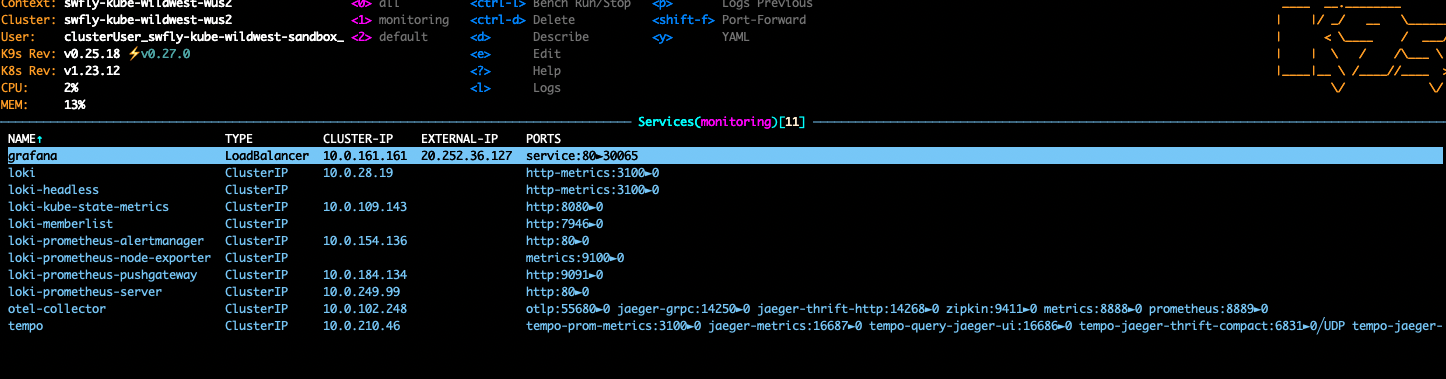 Context: swfly-kube-wildwest-wus2 <0> all <ctrl-l> Bench Run/Stop <p> Logs Previous
Cluster: swfly-kube-wildwest-wus2 <1> monitoring <ctrl-d> Delete <shift-f> Port-Forward
User: clusterUser_swfly-kube-wildwest-sandbox_ <2> default <d> Describe <y> YAML
K9s Rev: v0.25.18 ⚡v0.27.0 <e> Edit
K8s Rev: v1.23.12 <?> Help
CPU: 2% <l> Logs
MEM: 13%
Services(monitoring)[11]
NAME↑ TYPE CLUSTER-IP EXTERNAL-IP PORTS
grafana LoadBalancer 10.0.161.161 20.252.36.127 service:80►30065
loki ClusterIP 10.0.28.19 http-metrics:3100►0
loki-headless ClusterIP http-metrics:3100►0
loki-kube-state-metrics ClusterIP 10.0.109.143 http:8080►0
loki-memberlist ClusterIP http:7946►0
loki-prometheus-alertmanager ClusterIP 10.0.154.136 http:80►0
loki-prometheus-node-exporter ClusterIP metrics:9100►0
loki-prometheus-pushgateway ClusterIP 10.0.184.134 http:9091►0
loki-prometheus-server ClusterIP 10.0.249.99 http:80►0
otel-collector ClusterIP 10.0.102.248 otlp:55680►0 jaeger-grpc:14250►0 jaeger-thrift-http:14268►0 zipkin:9411►0 metrics:8888►0 prometheus:8889►0
tempo ClusterIP 10.0.210.46 tempo-prom-metrics:3100►0 jaeger-metrics:16687►0 tempo-query-jaeger-ui:16686►0 tempo-jaeger-thrift-compact:6831►0╱UDP tempo-jaeger-